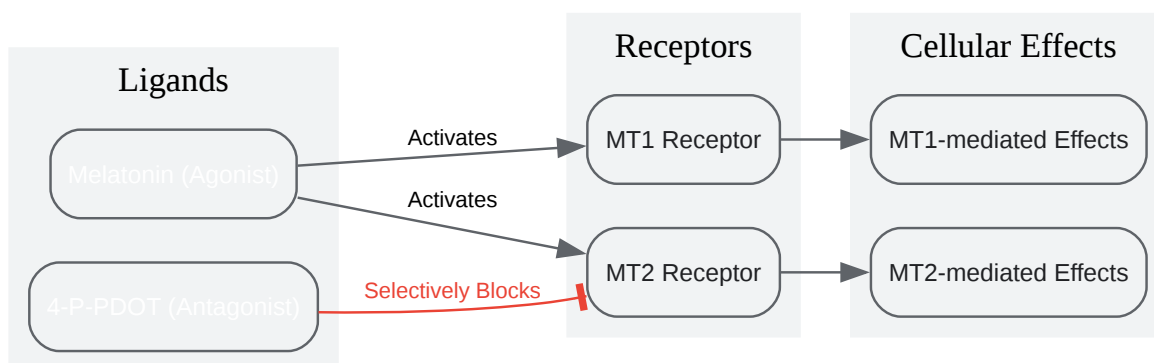 Ligands
Melatonin (Agonist)
4-P-PDOT (Antagonist)
Activates
Activates
Selectively Blocks
Receptors
MT1 Receptor
MT2 Receptor
Cellular Effects
MT1-mediated Effects
MT2-mediated Effects